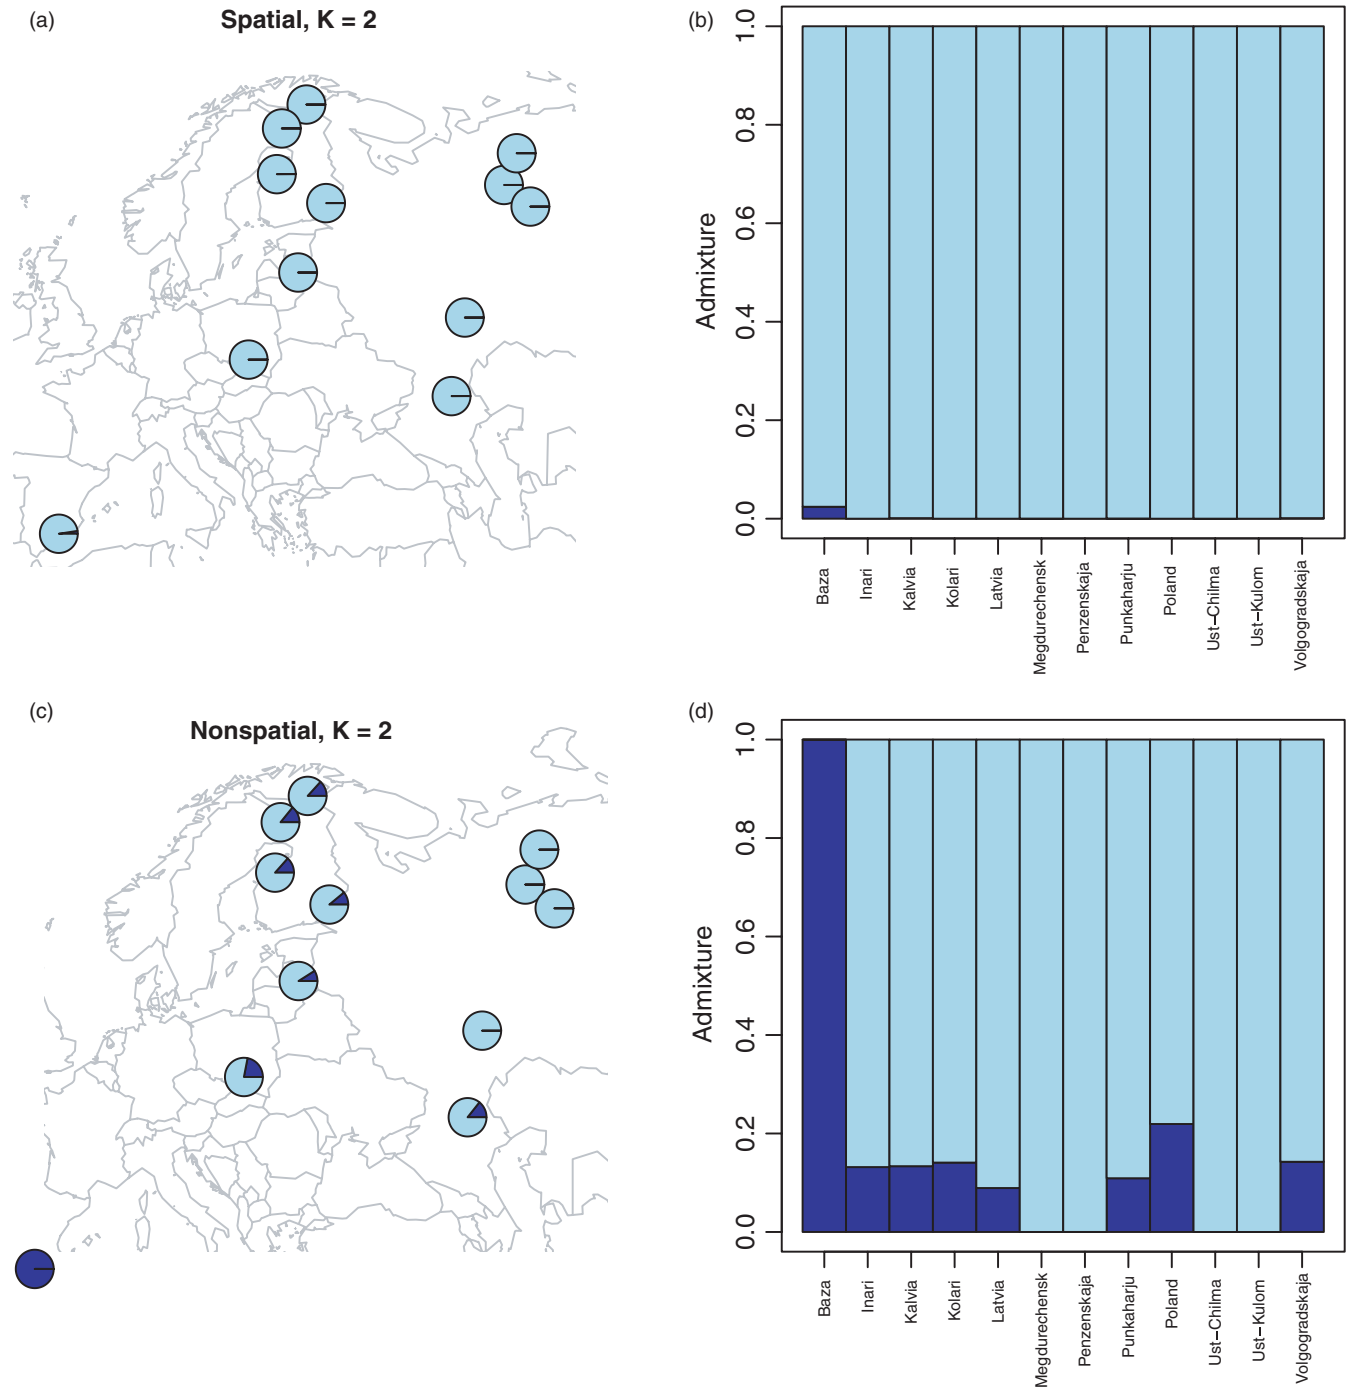 (a)
Spatial, K = 2
(b)
Admixture
1.0
0.8
0.6
0.4
0.2
0.0
Baza
Inari
Kalvia
Kolari
Latvia
Megdurechensk
Penzenskaja
Punkaharju
Poland
Ust−Chilma
Ust−Kulom
Volgogradskaja
(c)
Nonspatial, K = 2
(d)
Admixture
1.0
0.8
0.6
0.4
0.2
0.0
Baza
Inari
Kalvia
Kolari
Latvia
Megdurechensk
Penzenskaja
Punkaharju
Poland
Ust−Chilma
Ust−Kulom
Volgogradskaja